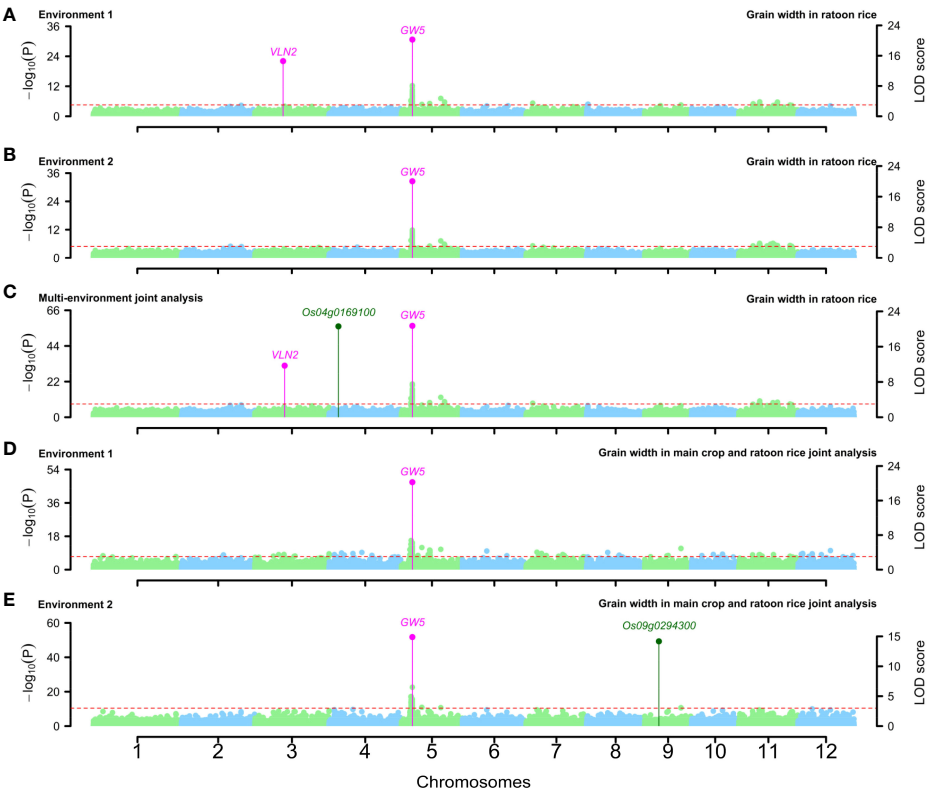 A
Environment 1
Grain width in ratoon rice
36
24
12
0
− log10(P)
VLN2
GW5
24
16
8
0
LOD score
B
Environment 2
Grain width in ratoon rice
36
24
12
0
− log10(P)
GW5
24
16
8
0
LOD score
C
Multi-environment joint analysis
Grain width in ratoon rice
66
44
22
0
− log10(P)
VLN2
Os04g0169100
GW5
24
16
8
0
LOD score
D
Environment 1
Grain width in main crop and ratoon rice joint analysis
54
36
18
0
− log10(P)
GW5
24
16
8
0
LOD score
E
Environment 2
Grain width in main crop and ratoon rice joint analysis
60
40
20
0
− log10(P)
GW5
Os09g0294300
15
10
5
0
LOD score
1 2 3 4 5 6 7 8 9 10 11 12
Chromosomes